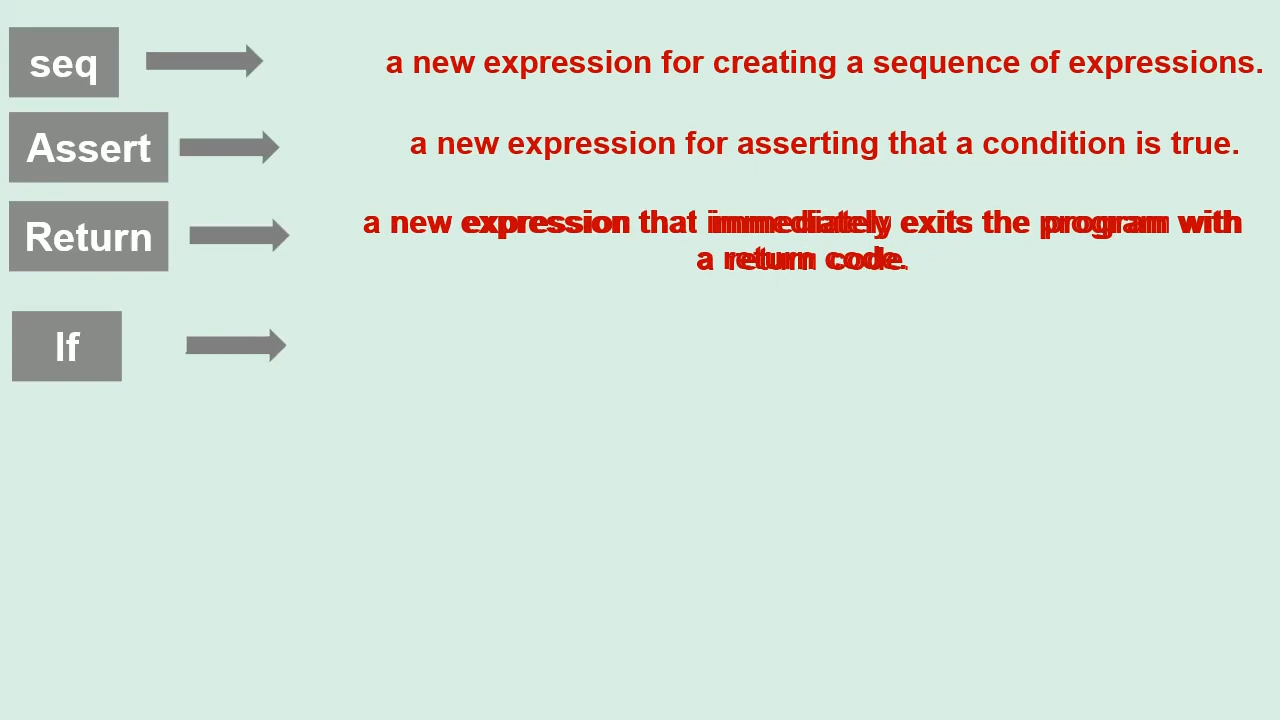 seq a new expression for creating a sequence of expressions.
Assert a new expression for asserting that a condition is true.
Return a new expression that immediately exits the program with
a return code.
If